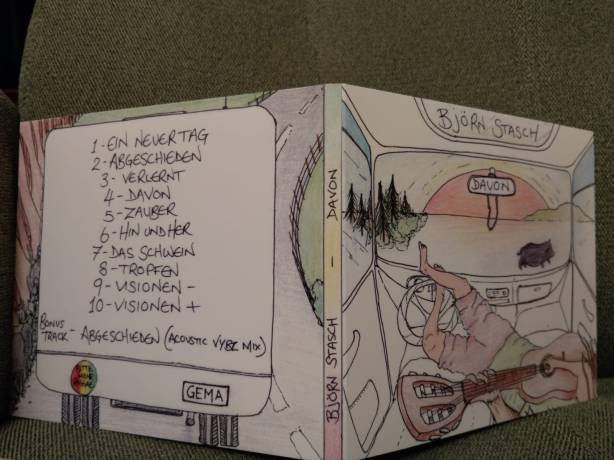 1-EIN NEUER TAG
2-ABGESCHIEDEN
3-VERLERNT
4-DAVON
5-ZAUBER
6-HIN UND HER
7-DAS SCHWEIN
8-TROPFEN
9-VISIONEN -
10-VISIONEN +
BONUS TRACK - ABGESCHIEDEN (ACOUSTIC VYBZ MIX)
GEMA
BJÖRN STASCH - DAVON
BJÖRN STASCH
DAVON